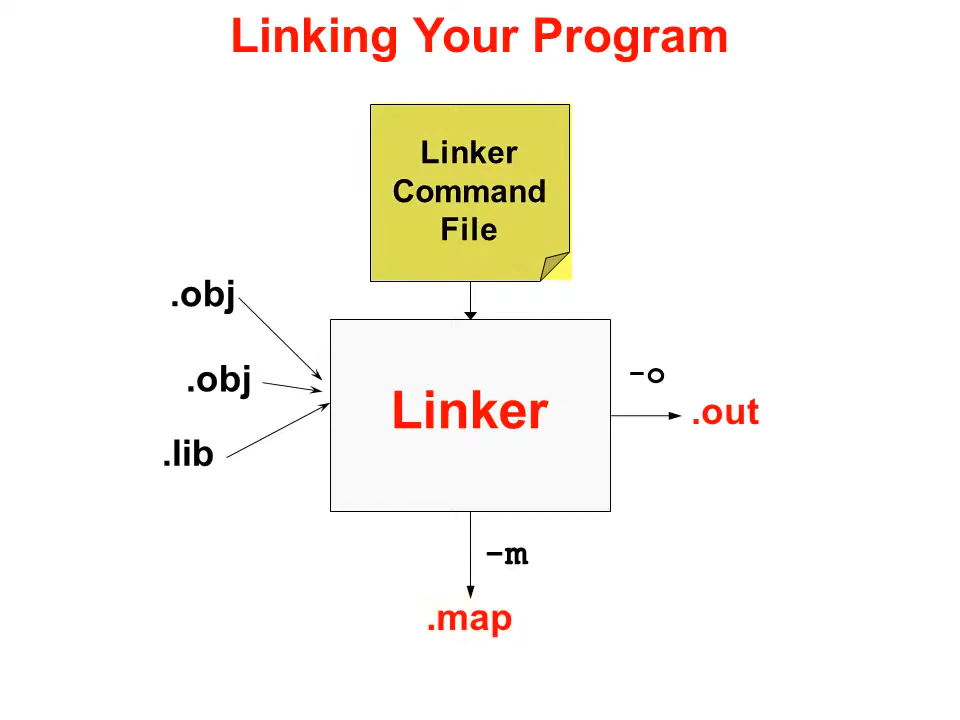 Linking Your Program
Linker
Command
File
.obj
.obj
.lib
Linker
-o
.out
-m
.map